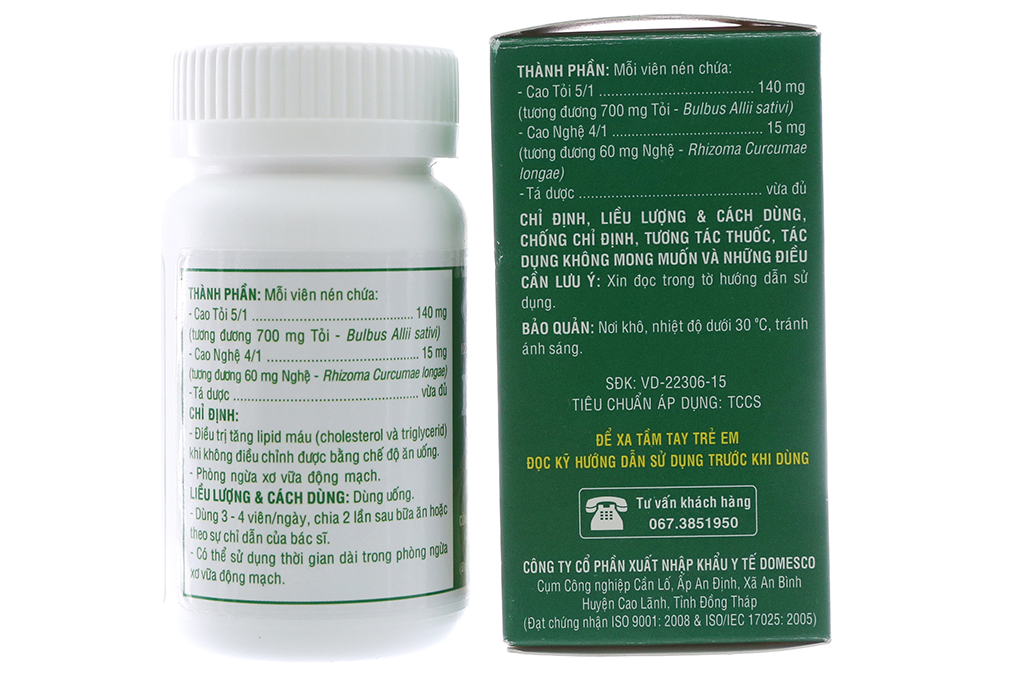 THÀNH PHẦN: Mỗi viên nén chứa:
- Cao Tỏi 5/1 .......................................... 140 mg
(tương đương 700 mg Tỏi - Bulbus Allii sativi)
- Cao Nghệ 4/1 ...................................... 15 mg
(tương đương 60 mg Nghệ - Rhizoma Curcumae longae)
- Tá dược ............................................... vừa đủ
CHỈ ĐỊNH:
- Điều trị tăng lipid máu (cholesterol và triglycerid)
khi không điều chỉnh được bằng chế độ ăn uống.
- Phòng ngừa xơ vữa động mạch.
LIỀU LƯỢNG & CÁCH DÙNG: Dùng uống.
- Dùng 3 - 4 viên/ngày, chia 2 lần sau bữa ăn hoặc
theo sự chỉ dẫn của bác sĩ.
- Có thể sử dụng thời gian dài trong phòng ngừa
xơ vữa động mạch.
THÀNH PHẦN: Mỗi viên nén chứa:
- Cao Tỏi 5/1 ....................................... 140 mg
(tương đương 700 mg Tỏi - Bulbus Allii sativi)
- Cao Nghệ 4/1 ...................................... 15 mg
(tương đương 60 mg Nghệ - Rhizoma Curcumae
longae)
- Tá dược .............................................. vừa đủ
CHỈ ĐỊNH, LIỀU LƯỢNG & CÁCH DÙNG,
CHỐNG CHỈ ĐỊNH, TƯƠNG TÁC THUỐC, TÁC
DỤNG KHÔNG MONG MUỐN VÀ NHỮNG ĐIỀU
CẦN LƯU Ý: Xin đọc trong tờ hướng dẫn sử
dụng.
BẢO QUẢN: Nơi khô, nhiệt độ dưới 30 °C, tránh
ánh sáng.
SĐK: VD-22306-15
TIÊU CHUẨN ÁP DỤNG: TCCS
ĐỂ XA TẦM TAY TRẺ EM
ĐỌC KỸ HƯỚNG DẪN SỬ DỤNG TRƯỚC KHI DÙNG
Tư vấn khách hàng
067.3851950
CÔNG TY CỔ PHẦN XUẤT NHẬP KHẨU Y TẾ DOMESCO
Cụm Công nghiệp Cần Lố, Ấp An Định, Xã An Bình
Huyện Cao Lãnh, Tỉnh Đồng Tháp
(Đạt chứng nhận ISO 9001: 2008 & ISO/IEC 17025: 2005)